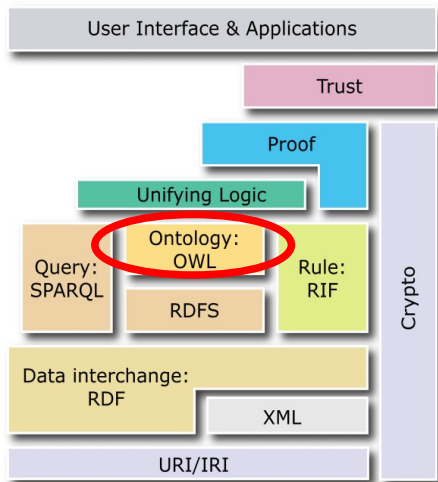 User Interface & Applications
Trust
Proof
Unifying Logic
Ontology:
OWL
Query:
SPARQL
Rule:
RIF
RDFS
Crypto
Data interchange:
RDF
XML
URI/IRI